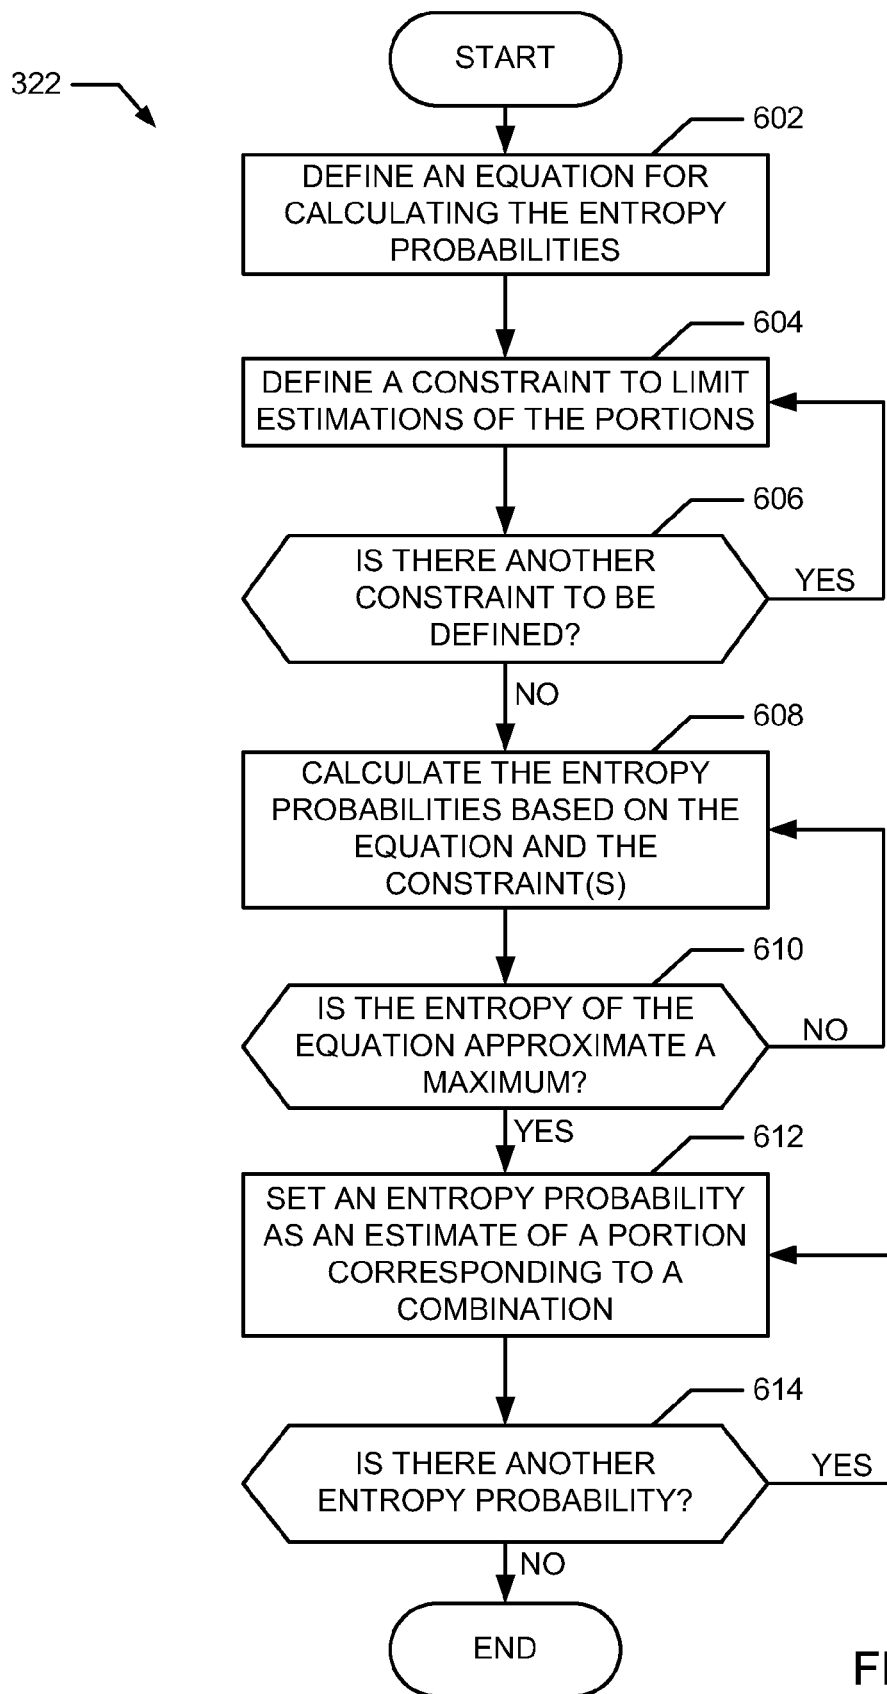 START
322
602
DEFINE AN EQUATION FOR
CALCULATING THE ENTROPY
PROBABILITIES
604
DEFINE A CONSTRAINT TO LIMIT
ESTIMATIONS OF THE PORTIONS
606
IS THERE ANOTHER
CONSTRAINT TO BE
DEFINED?
YES
NO
608
CALCULATE THE ENTROPY
PROBABILITIES BASED ON THE
EQUATION AND THE
CONSTRAINT(S)
610
IS THE ENTROPY OF THE
EQUATION APPROXIMATE A
MAXIMUM?
NO
YES
612
SET AN ENTROPY PROBABILITY
AS AN ESTIMATE OF A PORTION
CORRESPONDING TO A
COMBINATION
614
IS THERE ANOTHER
ENTROPY PROBABILITY?
YES
NO
END